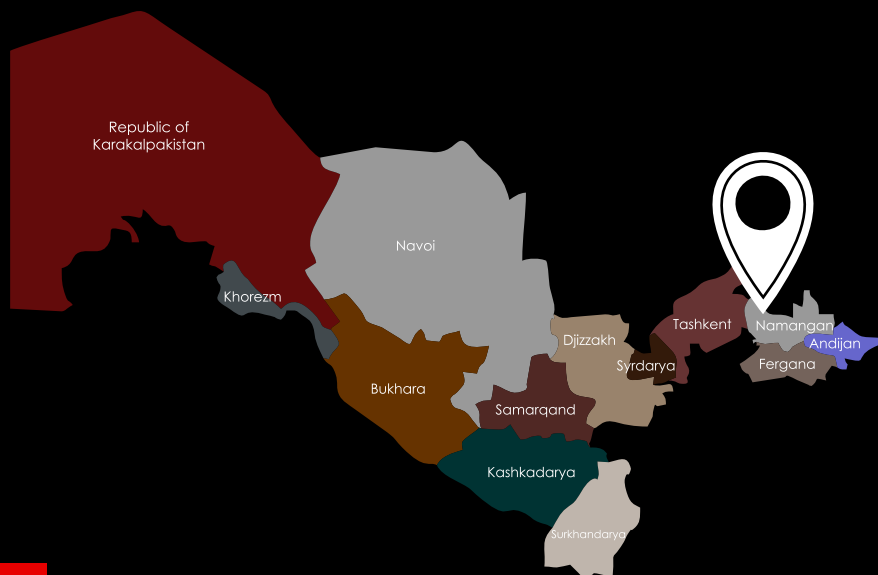 Republic of
Karakalpakistan
Navoi
Khorezm
Tashkent
Namangan
Djizzakh
Andijan
Syrdarya
Fergana
Bukhara
Samarqand
Kashkadarya
Surkhandarya